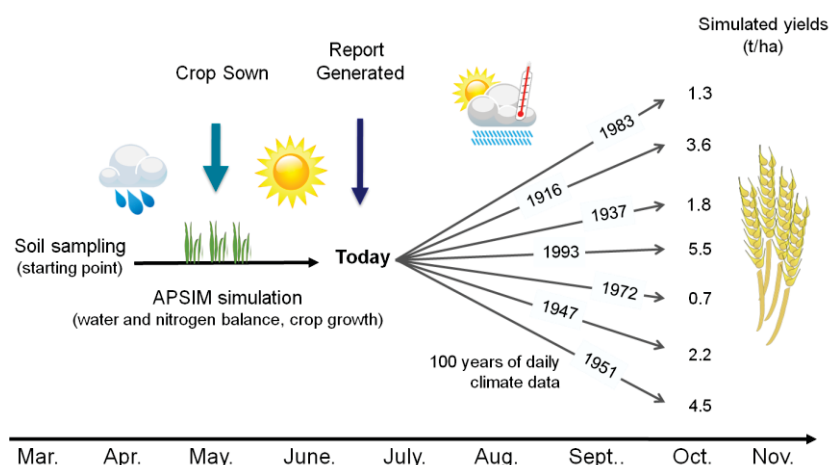 Simulated yields
(t/ha)
Report
Generated
Crop Sown
1983
1.3
1916
3.6
1937
1.8
Soil sampling
(starting point)
Today
1993
5.5
APSIM simulation
(water and nitrogen balance, crop growth)
1972
0.7
1947
2.2
100 years of daily
climate data
1951
4.5
Mar. Apr. May. June. July. Aug. Sept.. Oct. Nov.